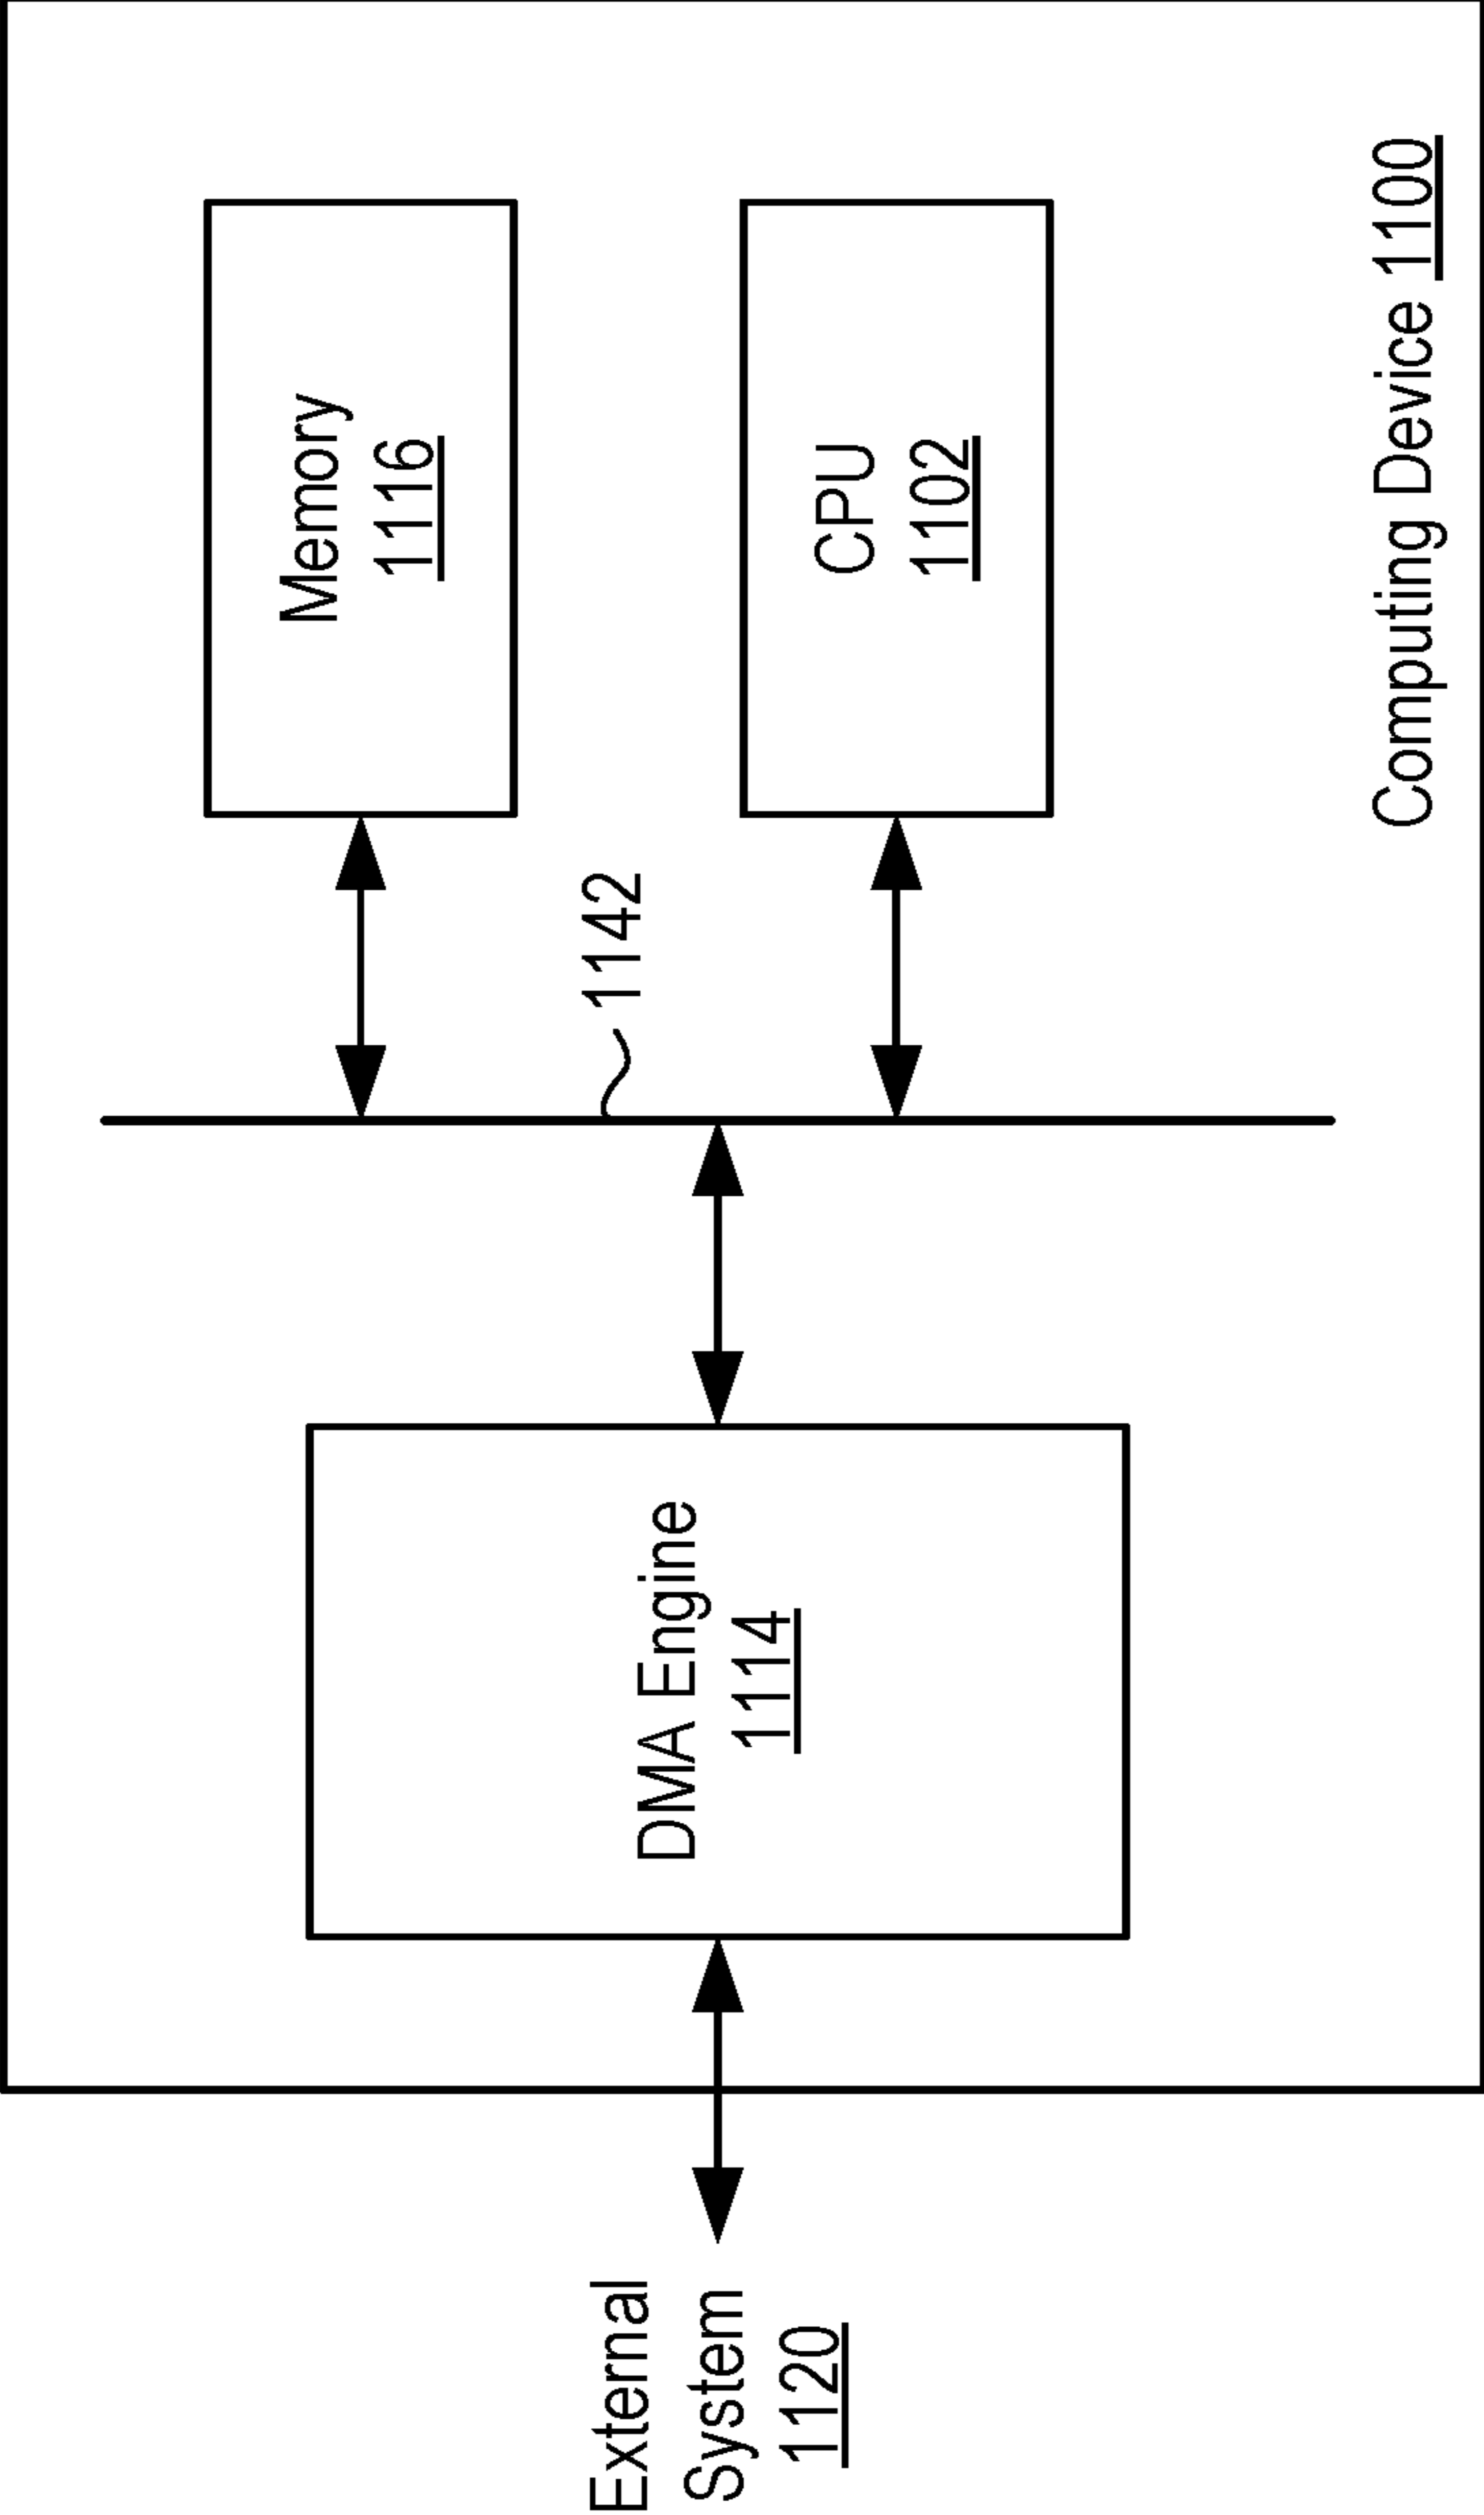 Memory
1116
1142
CPU
1102
DMA Engine
1114
External
System
1120
Computing Device 1100